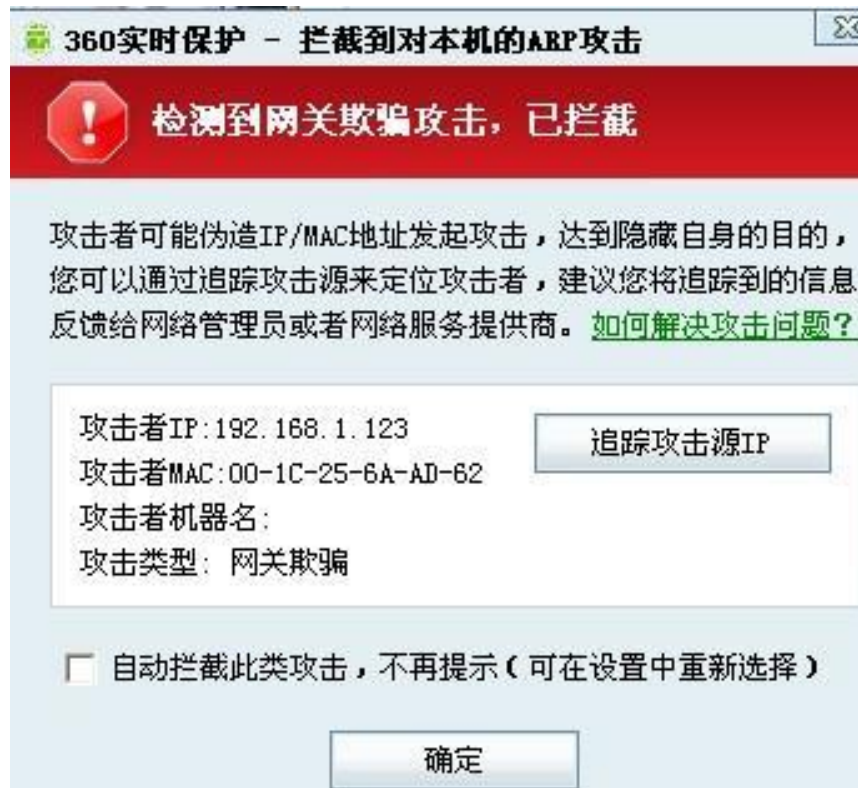 360实时保护 - 拦截到对本机的ARP攻击
检测到网关欺骗攻击，已拦截
攻击者可能伪造IP/MAC地址发起攻击，达到隐藏自身的目的，
您可以通过追踪攻击源来定位攻击者，建议您将追踪到的信息
反馈给网络管理员或者网络服务提供商。如何解决攻击问题？
攻击者IP:192.168.1.123
追踪攻击源IP
攻击者MAC:00-1C-25-6A-AD-62
攻击者机器名:
攻击类型: 网关欺骗
自动拦截此类攻击，不再提示(可在设置中重新选择)
确定